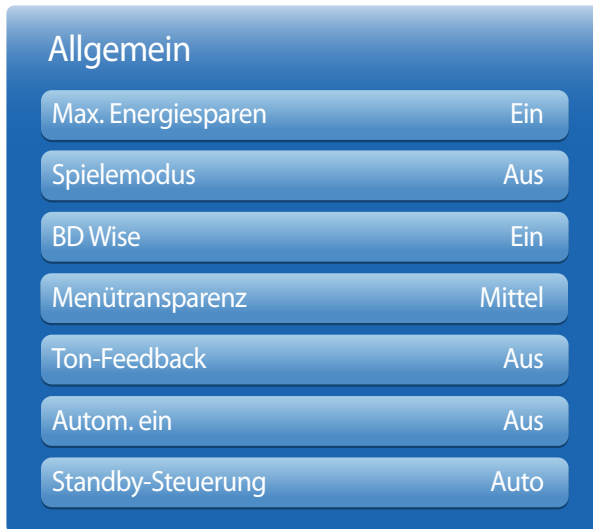 Allgemein
Max. Energiesparen Ein
Spielemodus Aus
BD Wise Ein
Menütransparenz Mittel
Ton-Feedback Aus
Autom. ein Aus
Standby-Steuerung Auto